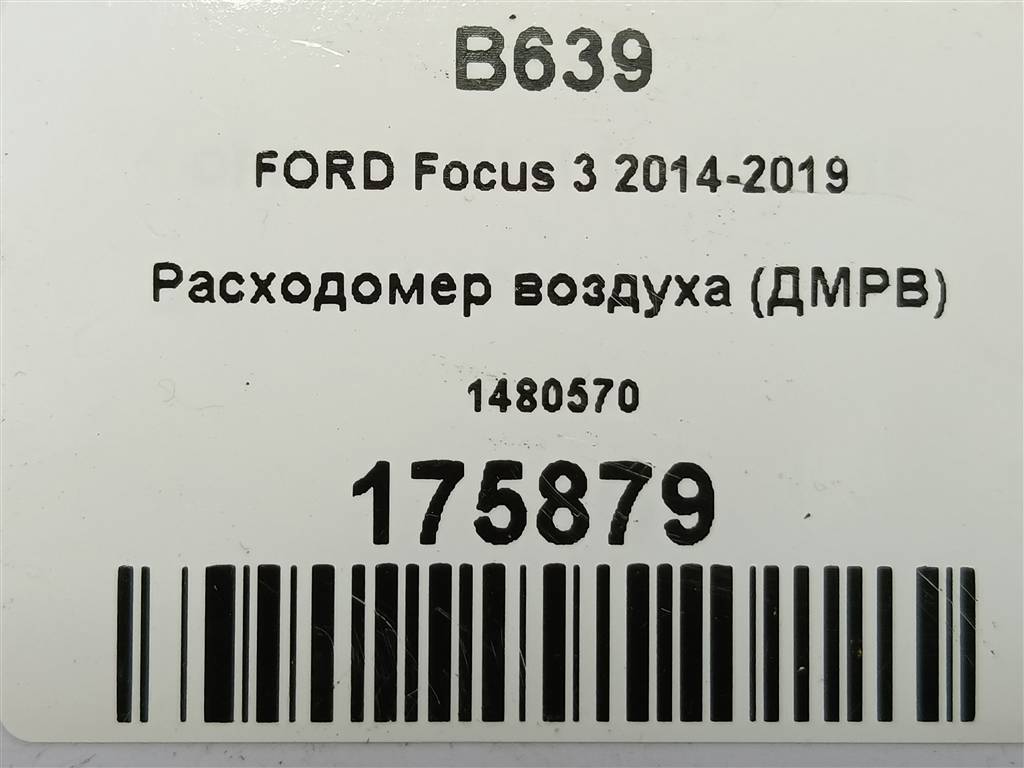 B639
FORD Focus 3 2014-2019
Расходомер воздуха (ДМРВ)
1480570
175879